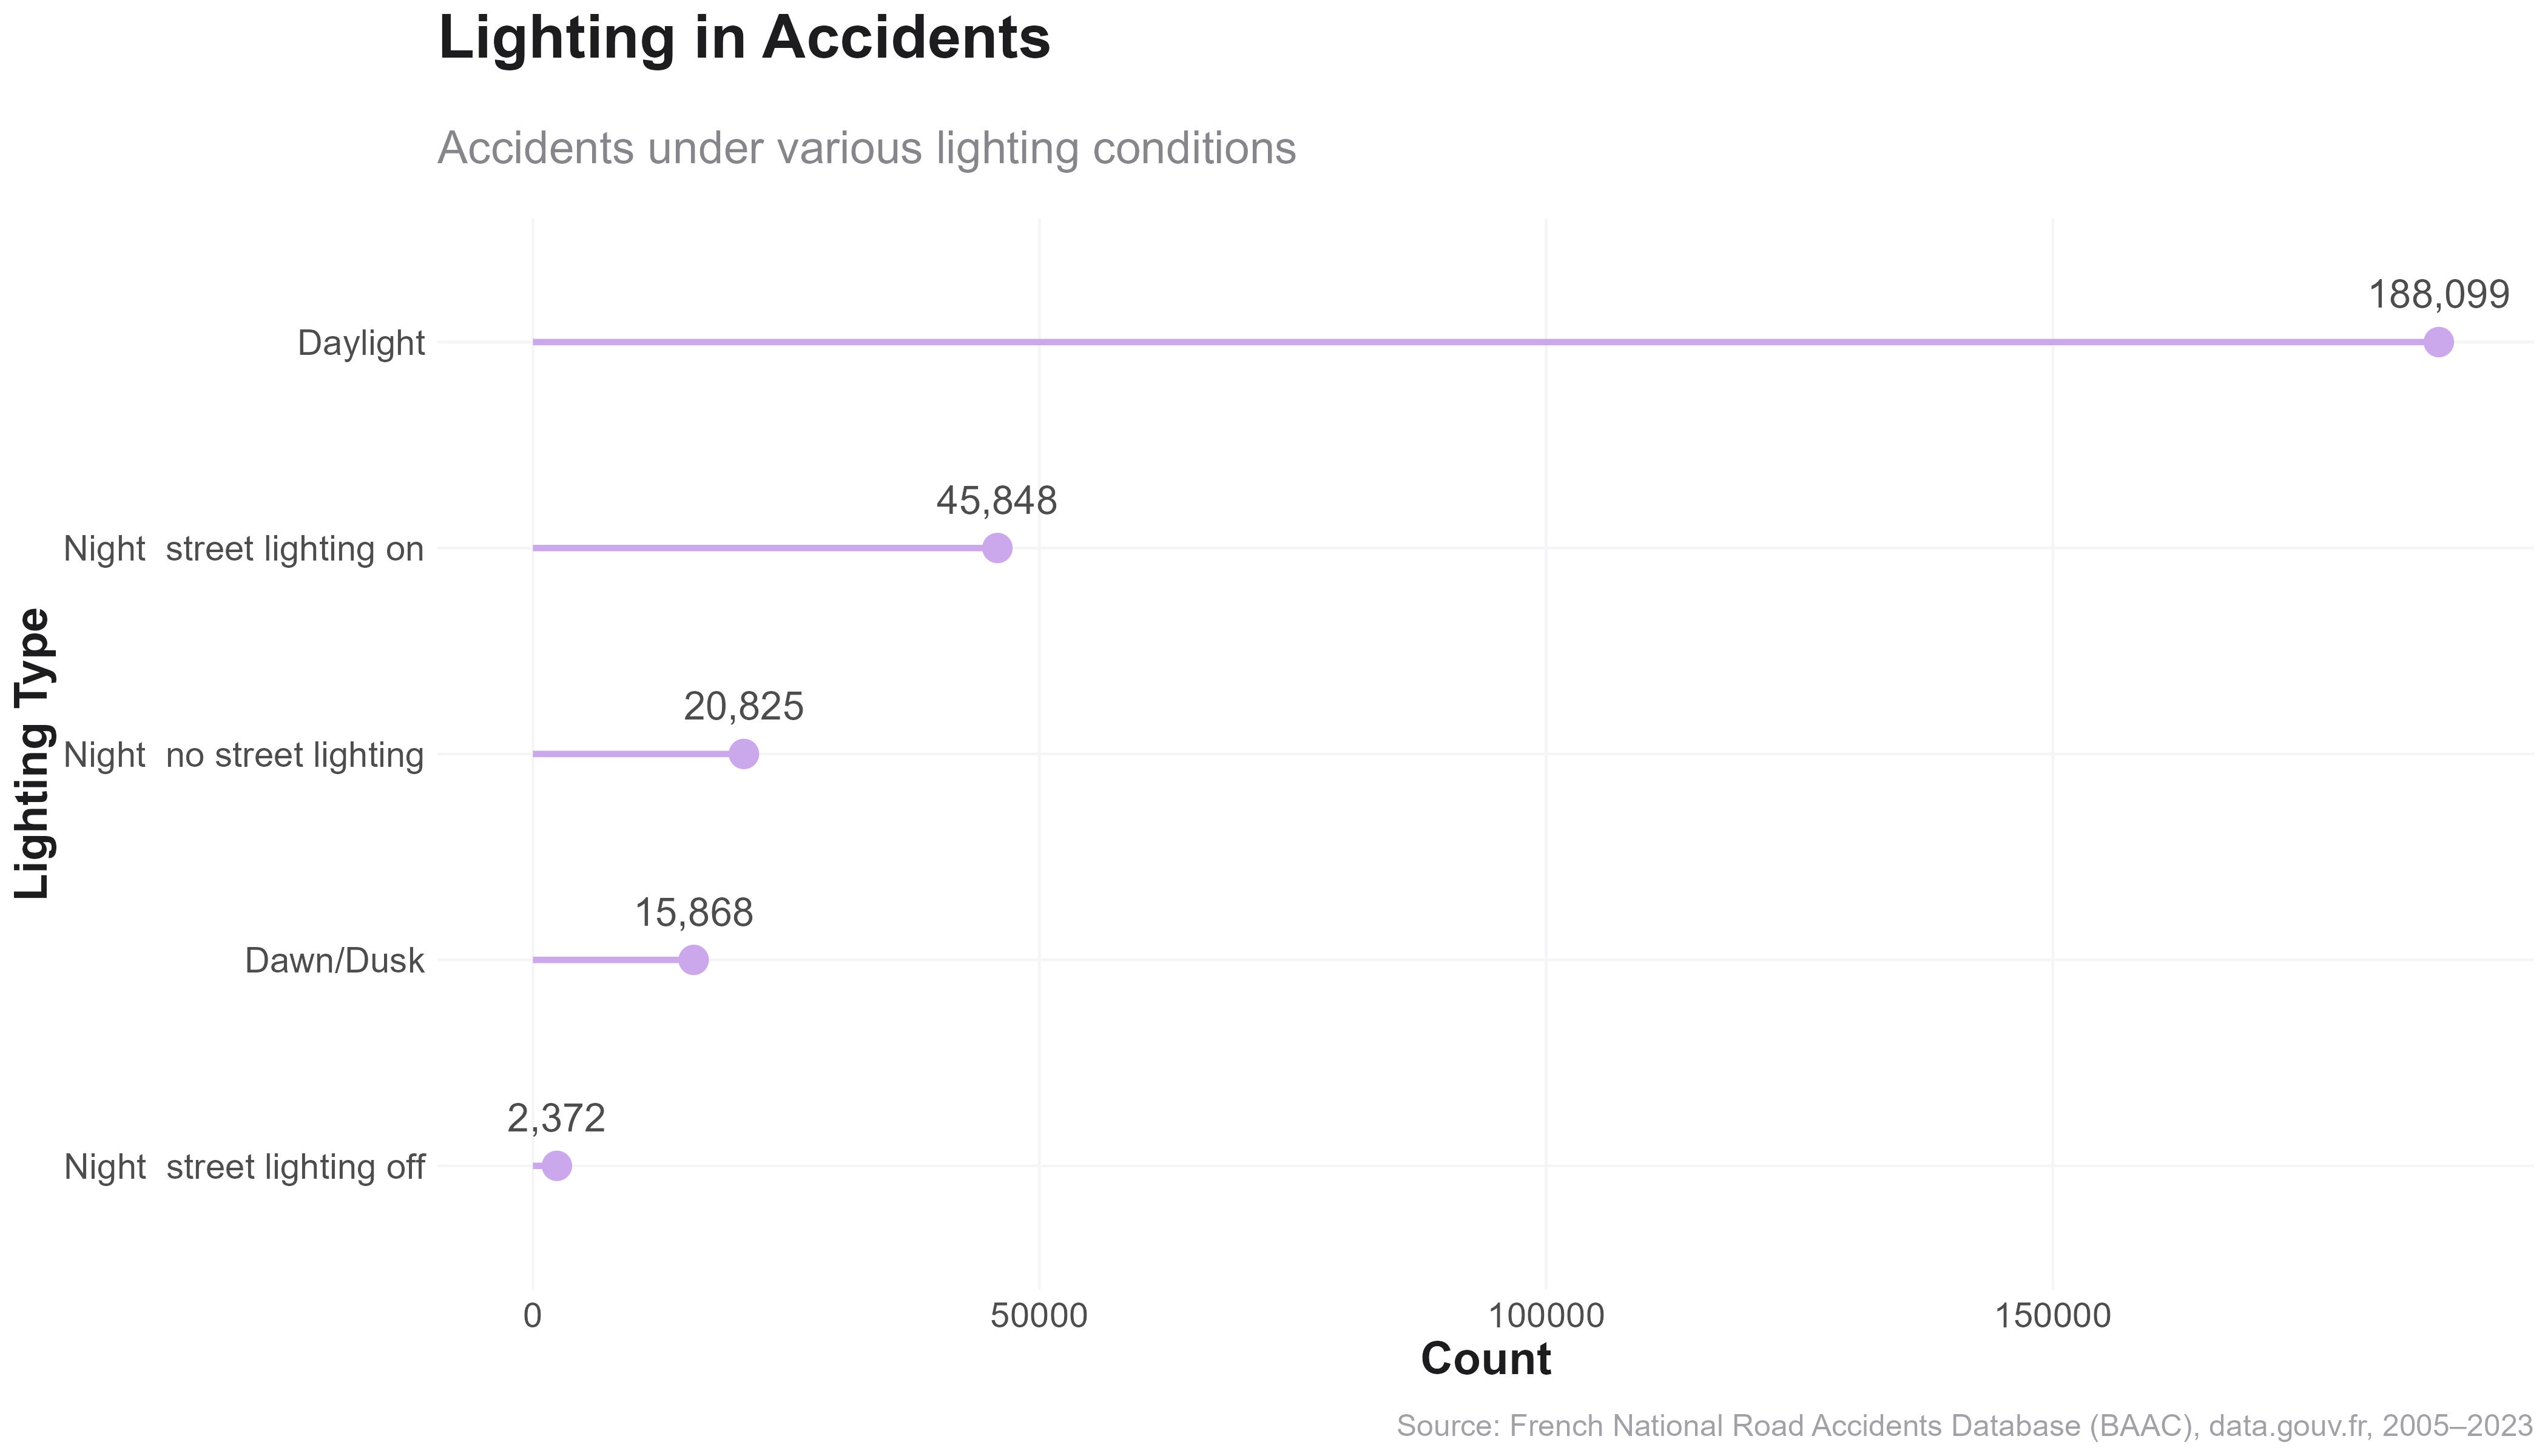 Lighting in Accidents
Accidents under various lighting conditions
188,099
Daylight
45,848
Night  street lighting on
20,825
Night  no street lighting
15,868
Dawn/Dusk
2,372
Night  street lighting off
Lighting Type
0 50000 100000 150000
Count
Source: French National Road Accidents Database (BAAC), data.gouv.fr, 2005–2023